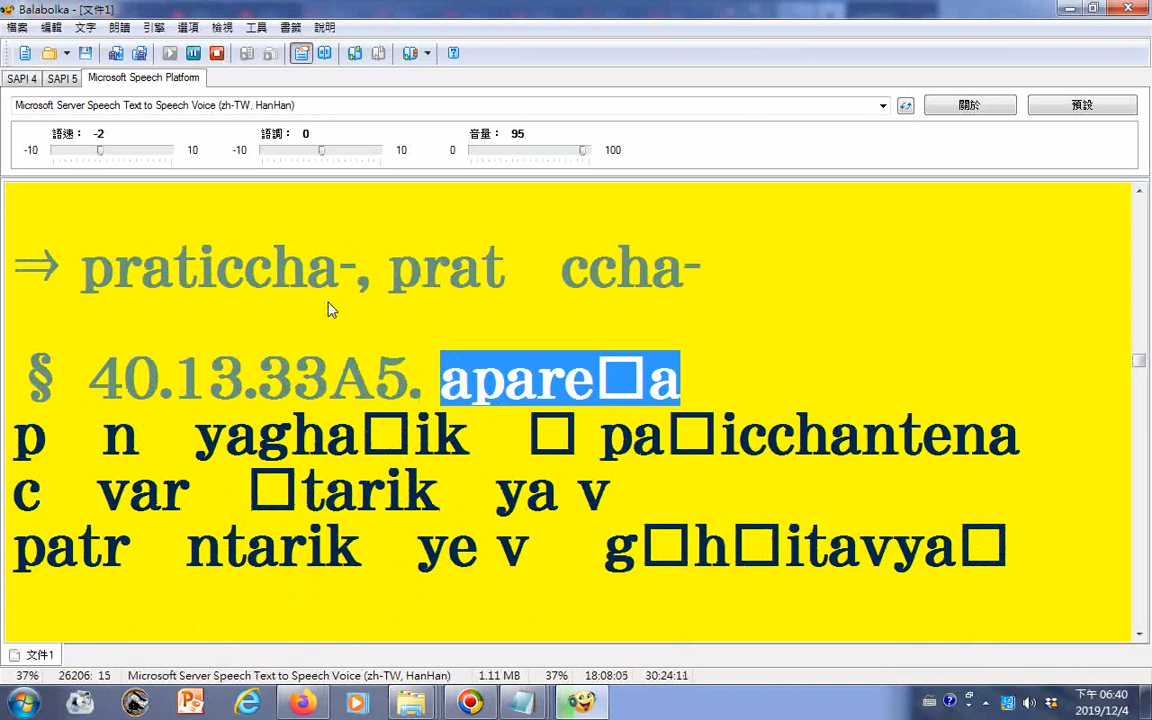 Balabolka - [文件1]
檔案 編輯 文字 朗讀 引擎 選項 檢視 工具 書籤 說明
SAPI 4 SAPI 5 Microsoft Speech Platform
Microsoft Server Speech Text to Speech Voice (zh-TW, HanHan) 關於 預設
語速： -2 語調： 0 音量： 95
-10 10 -10 10 0 100
⇒ praticcha-, prat ccha-
§ 40.13.33A5. apare□a
p n yagha□ik □ pa□icchantena
c var □tarik ya v
patr ntarik ye v g□h□itavya□
文件1
37% 26206: 15 Microsoft Server Speech Text to Speech Voice (zh-TW, HanHan) 1.11 MB 37% 18:08:05 30:24:11
下午 06:40
2019/12/4